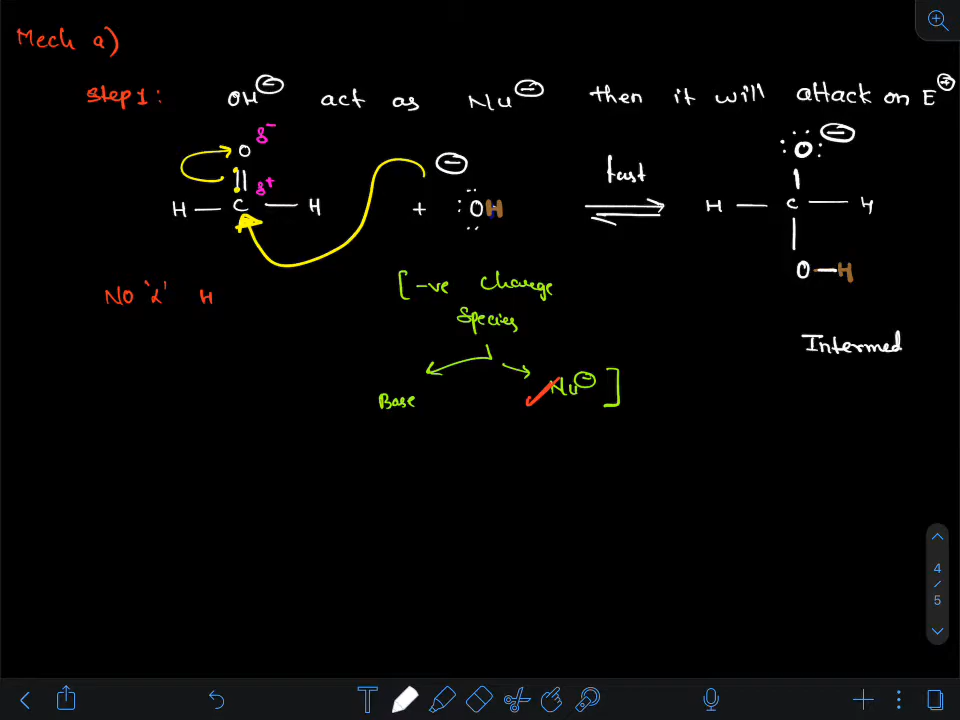 Mech a)
Step 1: OH⊖ act as Nu⊖ then it will attack on E⊕
O δ−
δ+
H — C — H + ⊖ :OH fast H — C — H
:O: ⊖
O — H
NO 'α' H
[-ve Charge
Species
Intermed
Base Nu⊖ ]
4
/
5